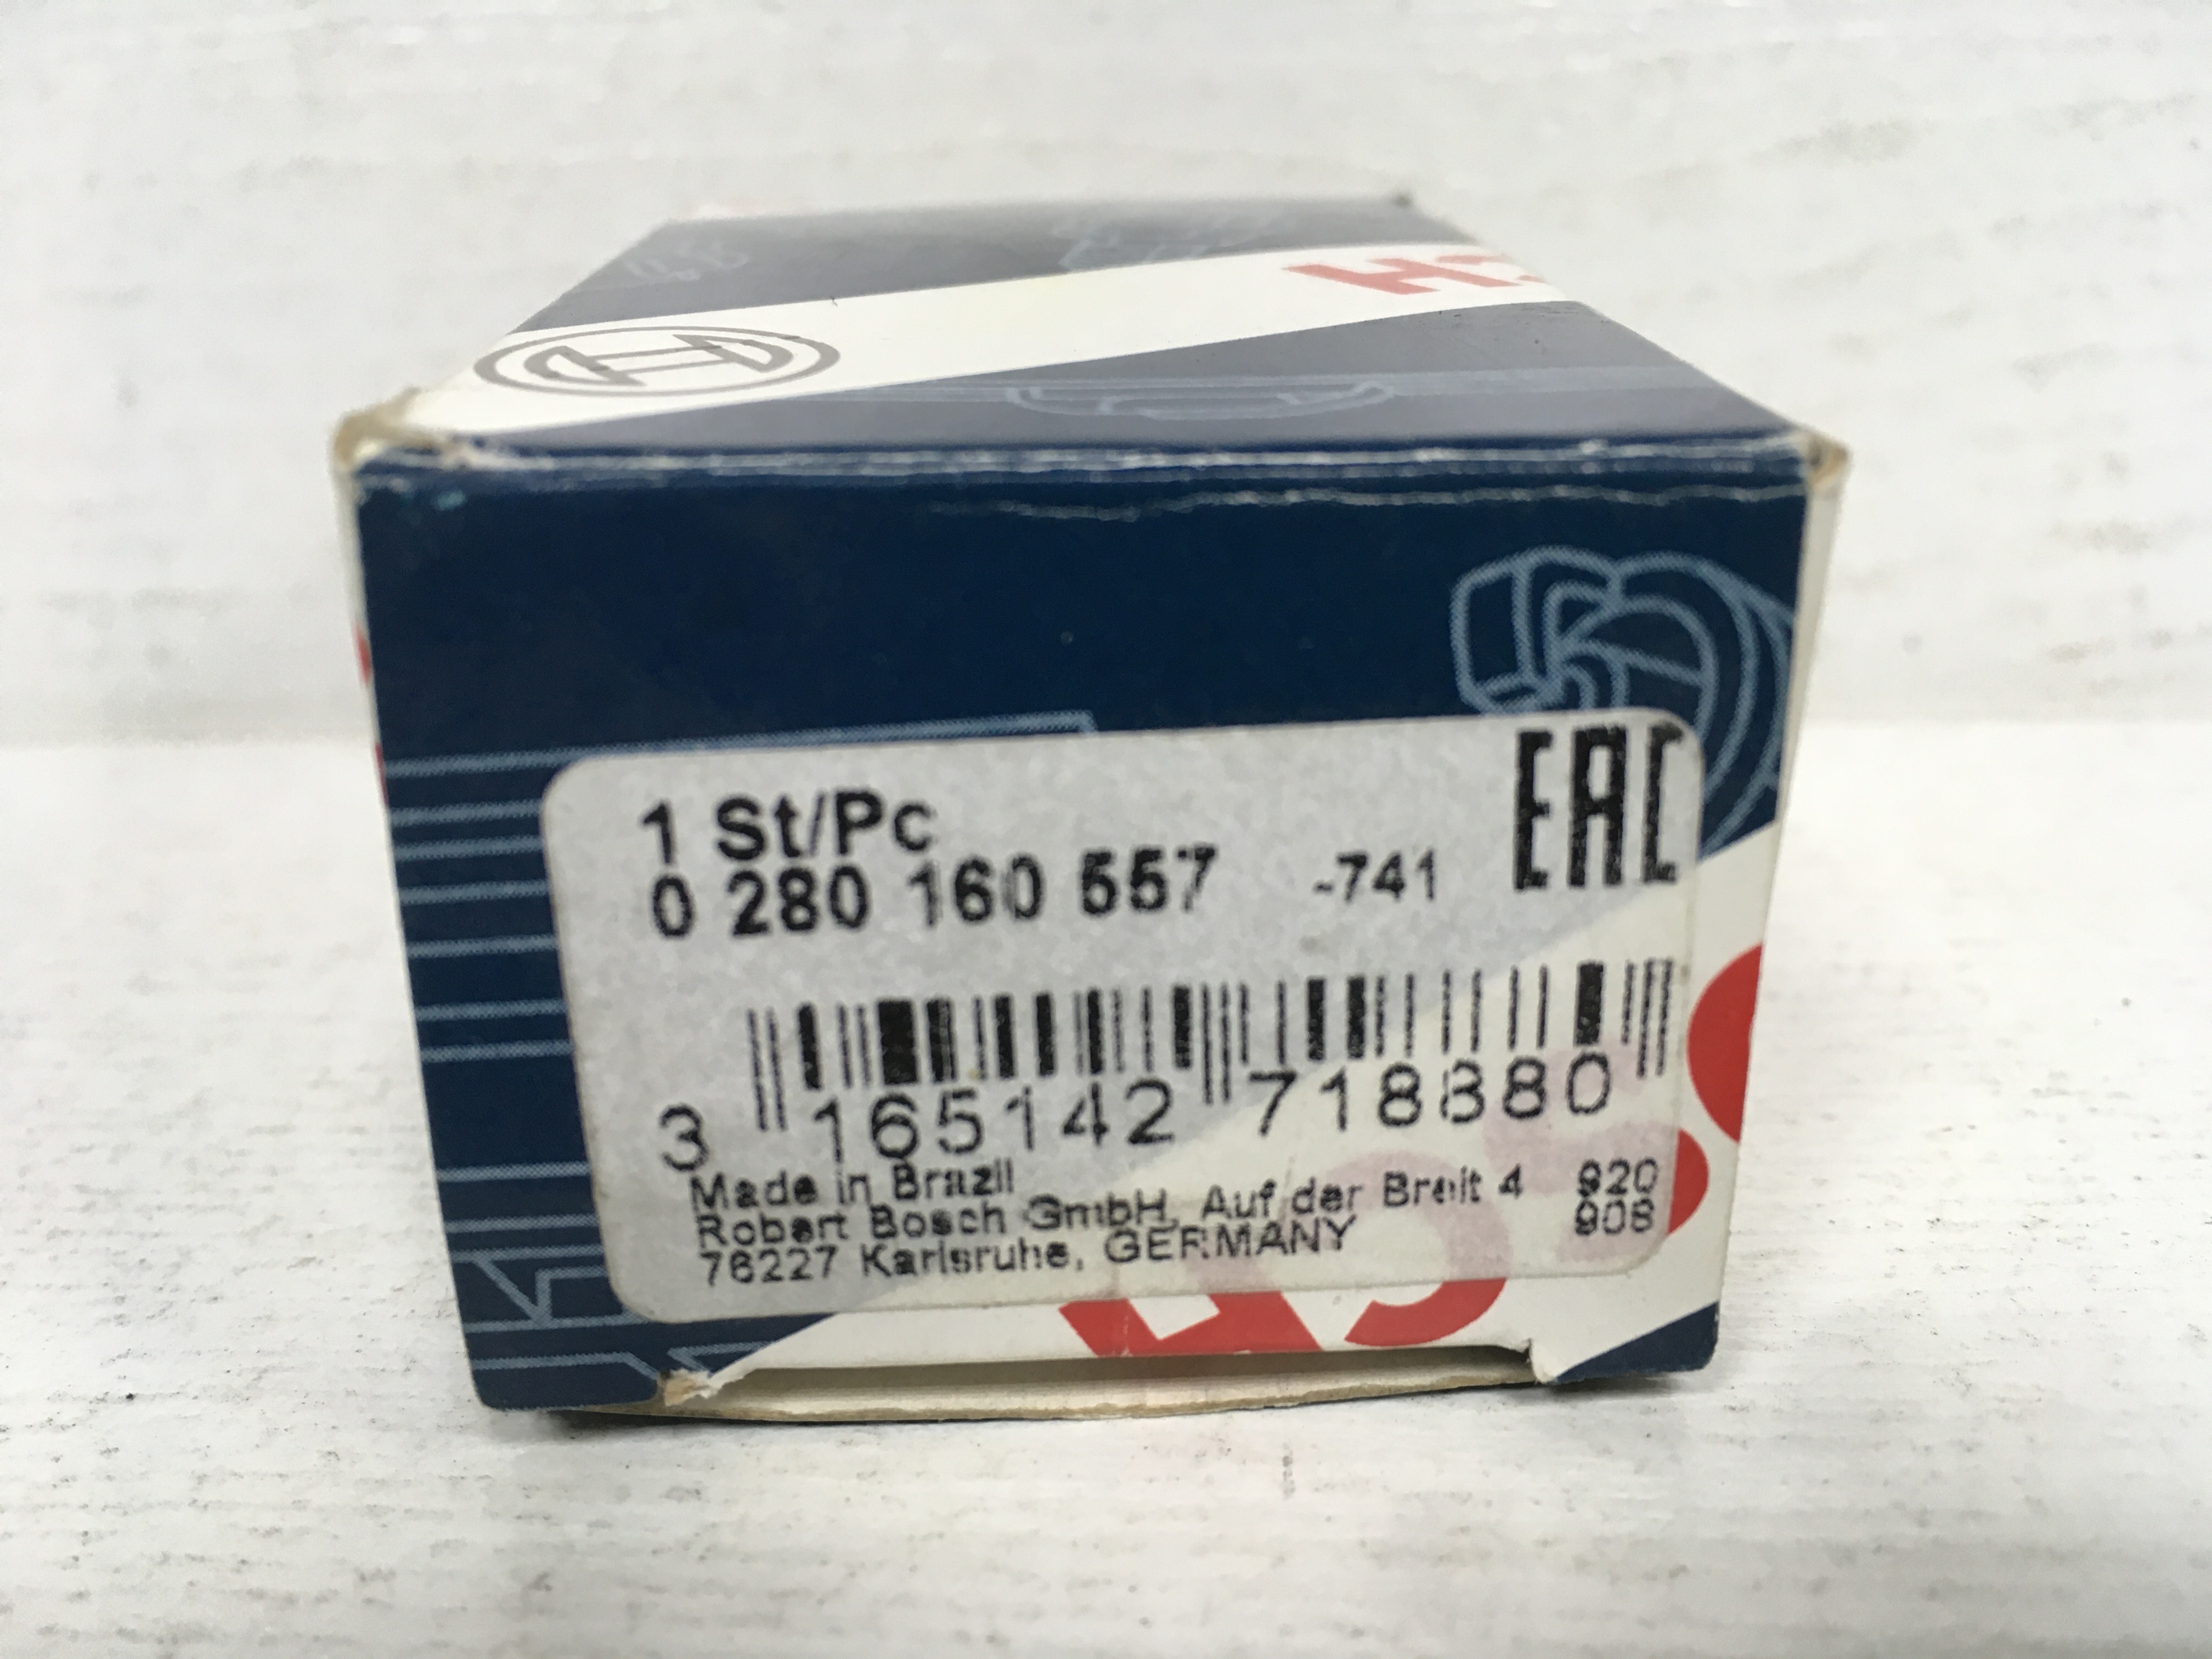 1 St/Pc
0 280 160 557 -741
EAC
3 165142 718880
Made in Brazil
Robert Bosch GmbH, Auf der Breit 4 920
76227 Karlsruhe, GERMANY 908